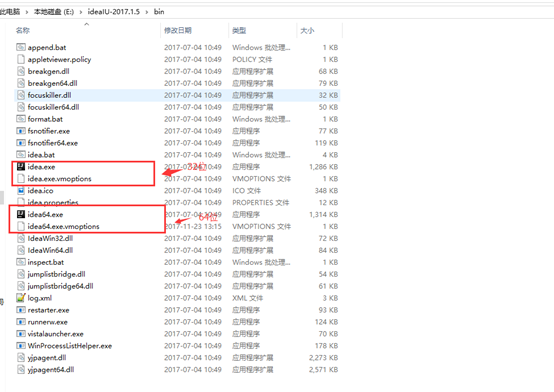 此电脑 > 本地磁盘 (E:) > ideaIU-2017.1.5 > bin
名称 修改日期 类型 大小
append.bat 2017-07-04 10:49 Windows 批处理... 1 KB
appletviewer.policy 2017-07-04 10:49 POLICY 文件 1 KB
breakgen.dll 2017-07-04 10:49 应用程序扩展 68 KB
breakgen64.dll 2017-07-04 10:49 应用程序扩展 79 KB
focuskiller.dll 2017-07-04 10:49 应用程序扩展 32 KB
focuskiller64.dll 2017-07-04 10:49 应用程序扩展 50 KB
format.bat 2017-07-04 10:49 Windows 批处理... 1 KB
fsnotifier.exe 2017-07-04 10:49 应用程序 77 KB
fsnotifier64.exe 2017-07-04 10:49 应用程序 119 KB
idea.bat 2017-07-04 10:49 Windows 批处理... 4 KB
idea.exe 2017-07-04 10:49 应用程序 1,286 KB
32位
idea.exe.vmoptions 2017-07-04 10:49 VMOPTIONS 文件 1 KB
idea.ico 2017-07-04 10:49 ICO 文件 348 KB
idea.properties 2017-07-04 10:49 PROPERTIES 文件 12 KB
idea64.exe 2017-07-04 10:49 应用程序 1,314 KB
64位
idea64.exe.vmoptions 2017-11-23 13:15 VMOPTIONS 文件 1 KB
IdeaWin32.dll 2017-07-04 10:49 应用程序扩展 72 KB
IdeaWin64.dll 2017-07-04 10:49 应用程序扩展 84 KB
inspect.bat 2017-07-04 10:49 Windows 批处理... 1 KB
jumplistbridge.dll 2017-07-04 10:49 应用程序扩展 54 KB
jumplistbridge64.dll 2017-07-04 10:49 应用程序扩展 61 KB
log.xml 2017-07-04 10:49 XML 文件 3 KB
restarter.exe 2017-07-04 10:49 应用程序 93 KB
runnerw.exe 2017-07-04 10:49 应用程序 124 KB
vistalauncher.exe 2017-07-04 10:49 应用程序 70 KB
WinProcessListHelper.exe 2017-07-04 10:49 应用程序 178 KB
yjpagent.dll 2017-07-04 10:49 应用程序扩展 2,273 KB
yjpagent64.dll 2017-07-04 10:49 应用程序扩展 2,571 KB